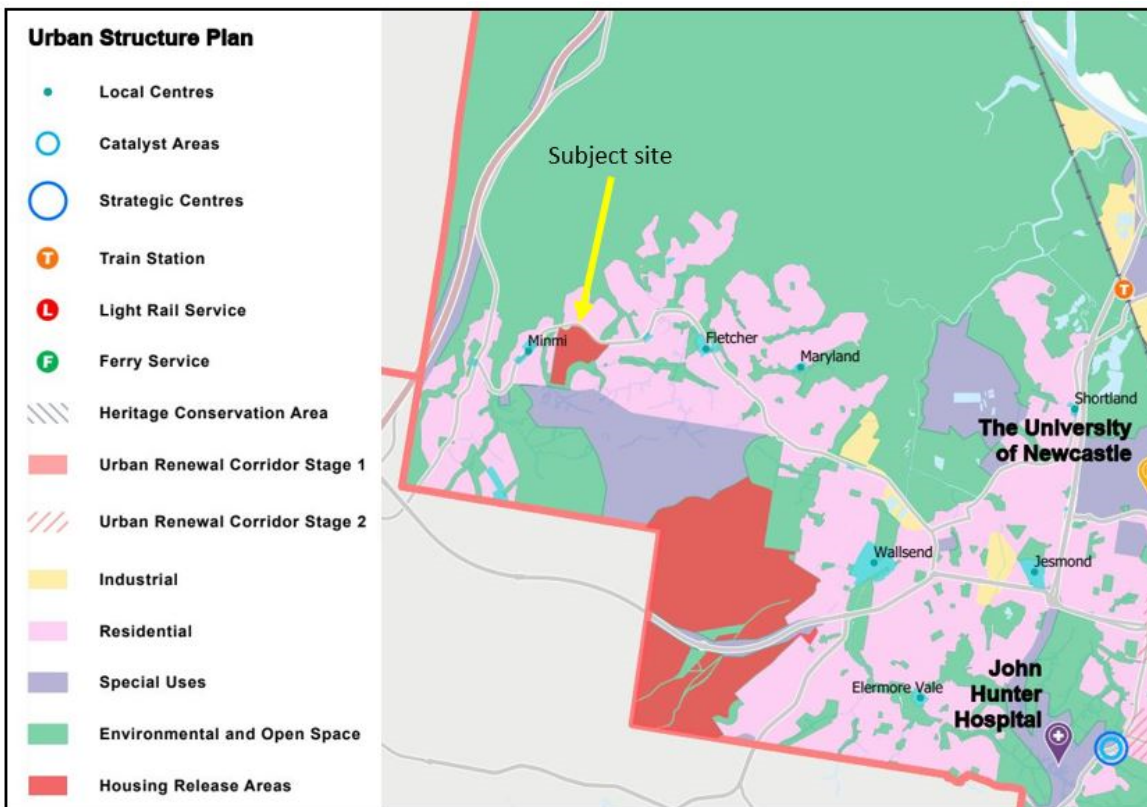 Urban Structure Plan
Local Centres
Catalyst Areas
Strategic Centres
T
Train Station
L
Light Rail Service
F
Ferry Service
Heritage Conservation Area
Urban Renewal Corridor Stage 1
Urban Renewal Corridor Stage 2
Industrial
Residential
Special Uses
Environmental and Open Space
Housing Release Areas
Subject site
T
Minmi
Fletcher
Maryland
Shortland
The University
of Newcastle
Wallsend
Jesmond
Elermore Vale
John
Hunter
Hospital